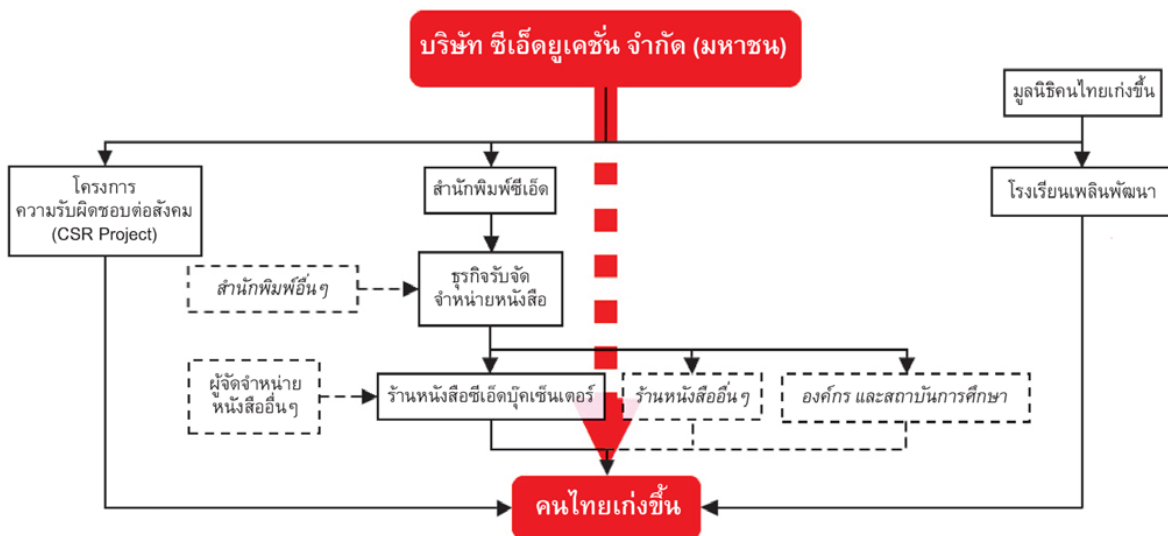 บริษัท ซีเอ็ดยูเคชั่น จำกัด (มหาชน)
มูลนิธิคนไทยเก่งขึ้น
โครงการ
ความรับผิดชอบต่อสังคม
(CSR Project)
สำนักพิมพ์ซีเอ็ด
โรงเรียนเพลินพัฒนา
สำนักพิมพ์อื่นๆ
ธุรกิจรับจัด
จำหน่ายหนังสือ
ผู้จัดจำหน่าย
หนังสืออื่นๆ
ร้านหนังสือซีเอ็ดบุ๊คเซ็นเตอร์
ร้านหนังสืออื่นๆ
องค์กร และสถาบันการศึกษา
คนไทยเก่งขึ้น